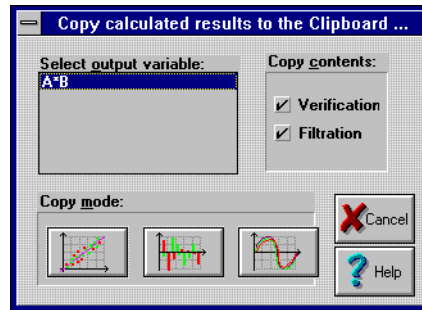 Copy calculated results to the Clipboard ...
Select output variable:
A*B
Copy contents:
Verification
Filtration
Copy mode:
Cancel
Help